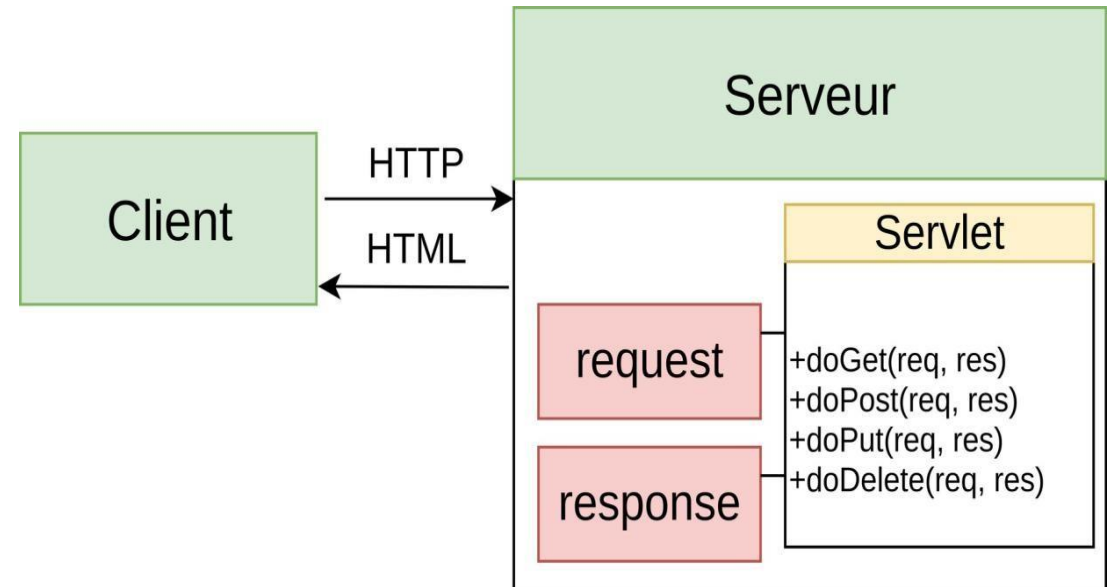 Serveur
Client
HTTP
HTML
Servlet
request
response
+doGet(req, res)
+doPost(req, res)
+doPut(req, res)
+doDelete(req, res)